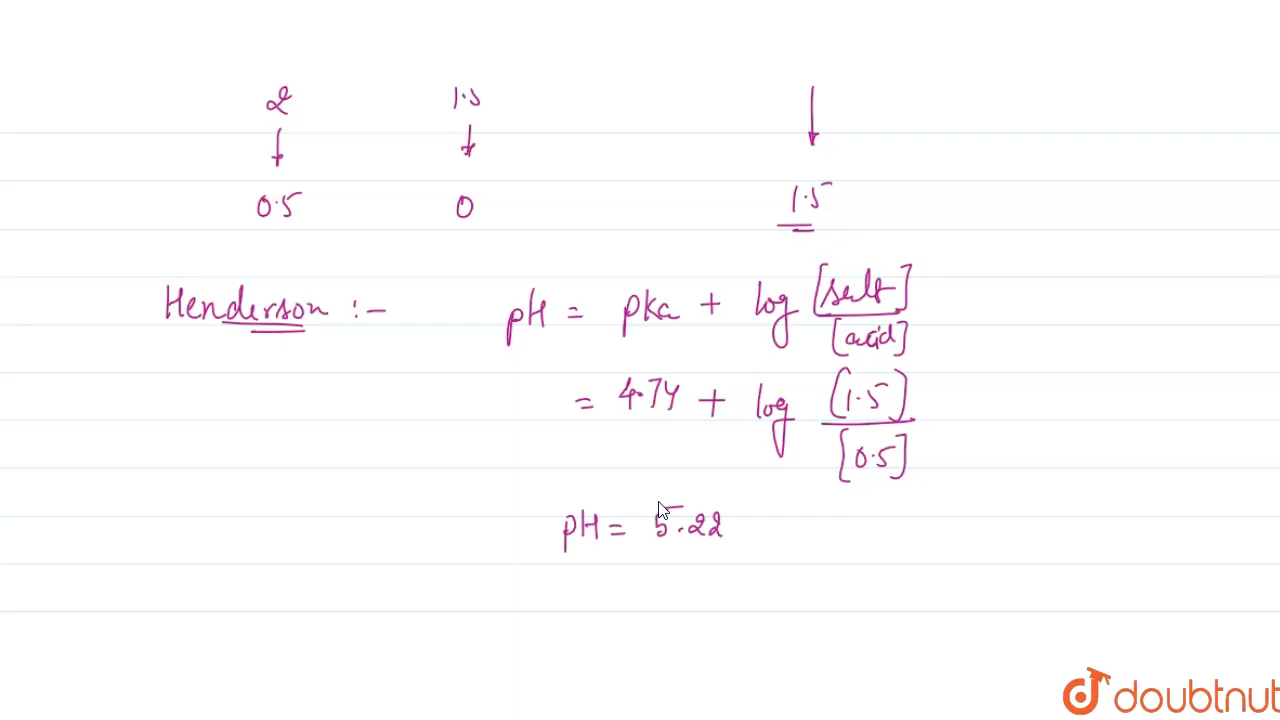 2 1.5
0.5 0 1.5
Henderson :- pH = pKa + log [salt]/[acid]
= 4.74 + log [1.5]/[0.5]
pH = 5.22
doubtnut